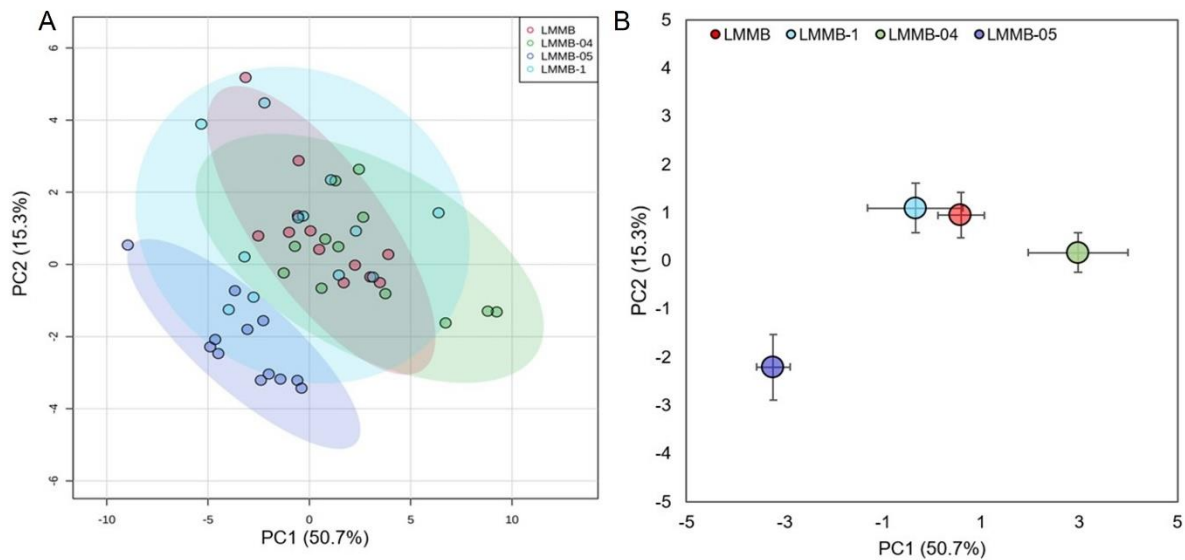 A
LMMB
LMMB-04
LMMB-05
LMMB-1
6
4
2
0
-2
-4
-6
PC2 (15.3%)
-10
-5
0
5
10
PC1 (50.7%)
B
LMMB LMMB-1 LMMB-04 LMMB-05
5
4
3
2
1
0
-1
-2
-3
-4
-5
PC2 (15.3%)
-5
-3
-1
1
3
5
PC1 (50.7%)